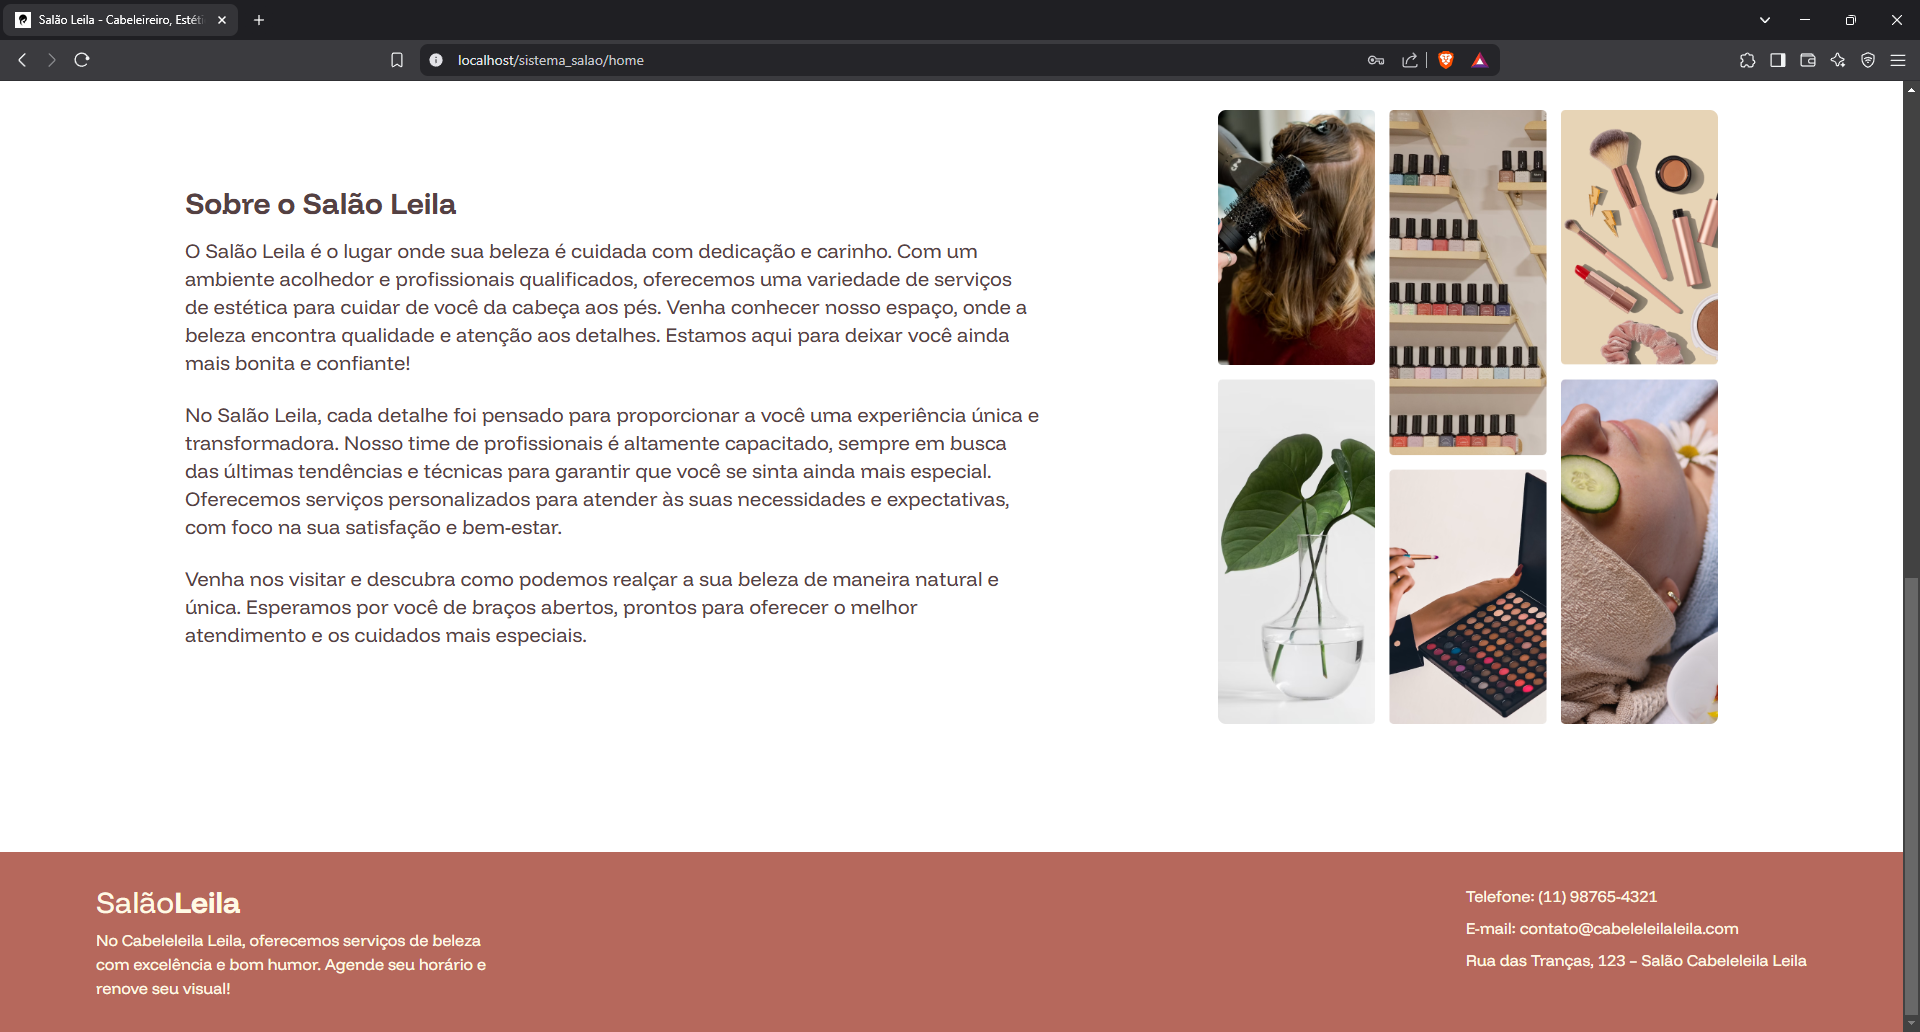 Salão Leila - Cabeleireiro, Estéti
localhost/sistema_salao/home
Sobre o Salão Leila
O Salão Leila é o lugar onde sua beleza é cuidada com dedicação e carinho. Com um
ambiente acolhedor e profissionais qualificados, oferecemos uma variedade de serviços
de estética para cuidar de você da cabeça aos pés. Venha conhecer nosso espaço, onde a
beleza encontra qualidade e atenção aos detalhes. Estamos aqui para deixar você ainda
mais bonita e confiante!
No Salão Leila, cada detalhe foi pensado para proporcionar a você uma experiência única e
transformadora. Nosso time de profissionais é altamente capacitado, sempre em busca
das últimas tendências e técnicas para garantir que você se sinta ainda mais especial.
Oferecemos serviços personalizados para atender às suas necessidades e expectativas,
com foco na sua satisfação e bem-estar.
Venha nos visitar e descubra como podemos realçar a sua beleza de maneira natural e
única. Esperamos por você de braços abertos, prontos para oferecer o melhor
atendimento e os cuidados mais especiais.
SalãoLeila
No Cabeleleila Leila, oferecemos serviços de beleza
com excelência e bom humor. Agende seu horário e
renove seu visual!
Telefone: (11) 98765-4321
E-mail: contato@cabeleleilaleila.com
Rua das Tranças, 123 – Salão Cabeleleila Leila